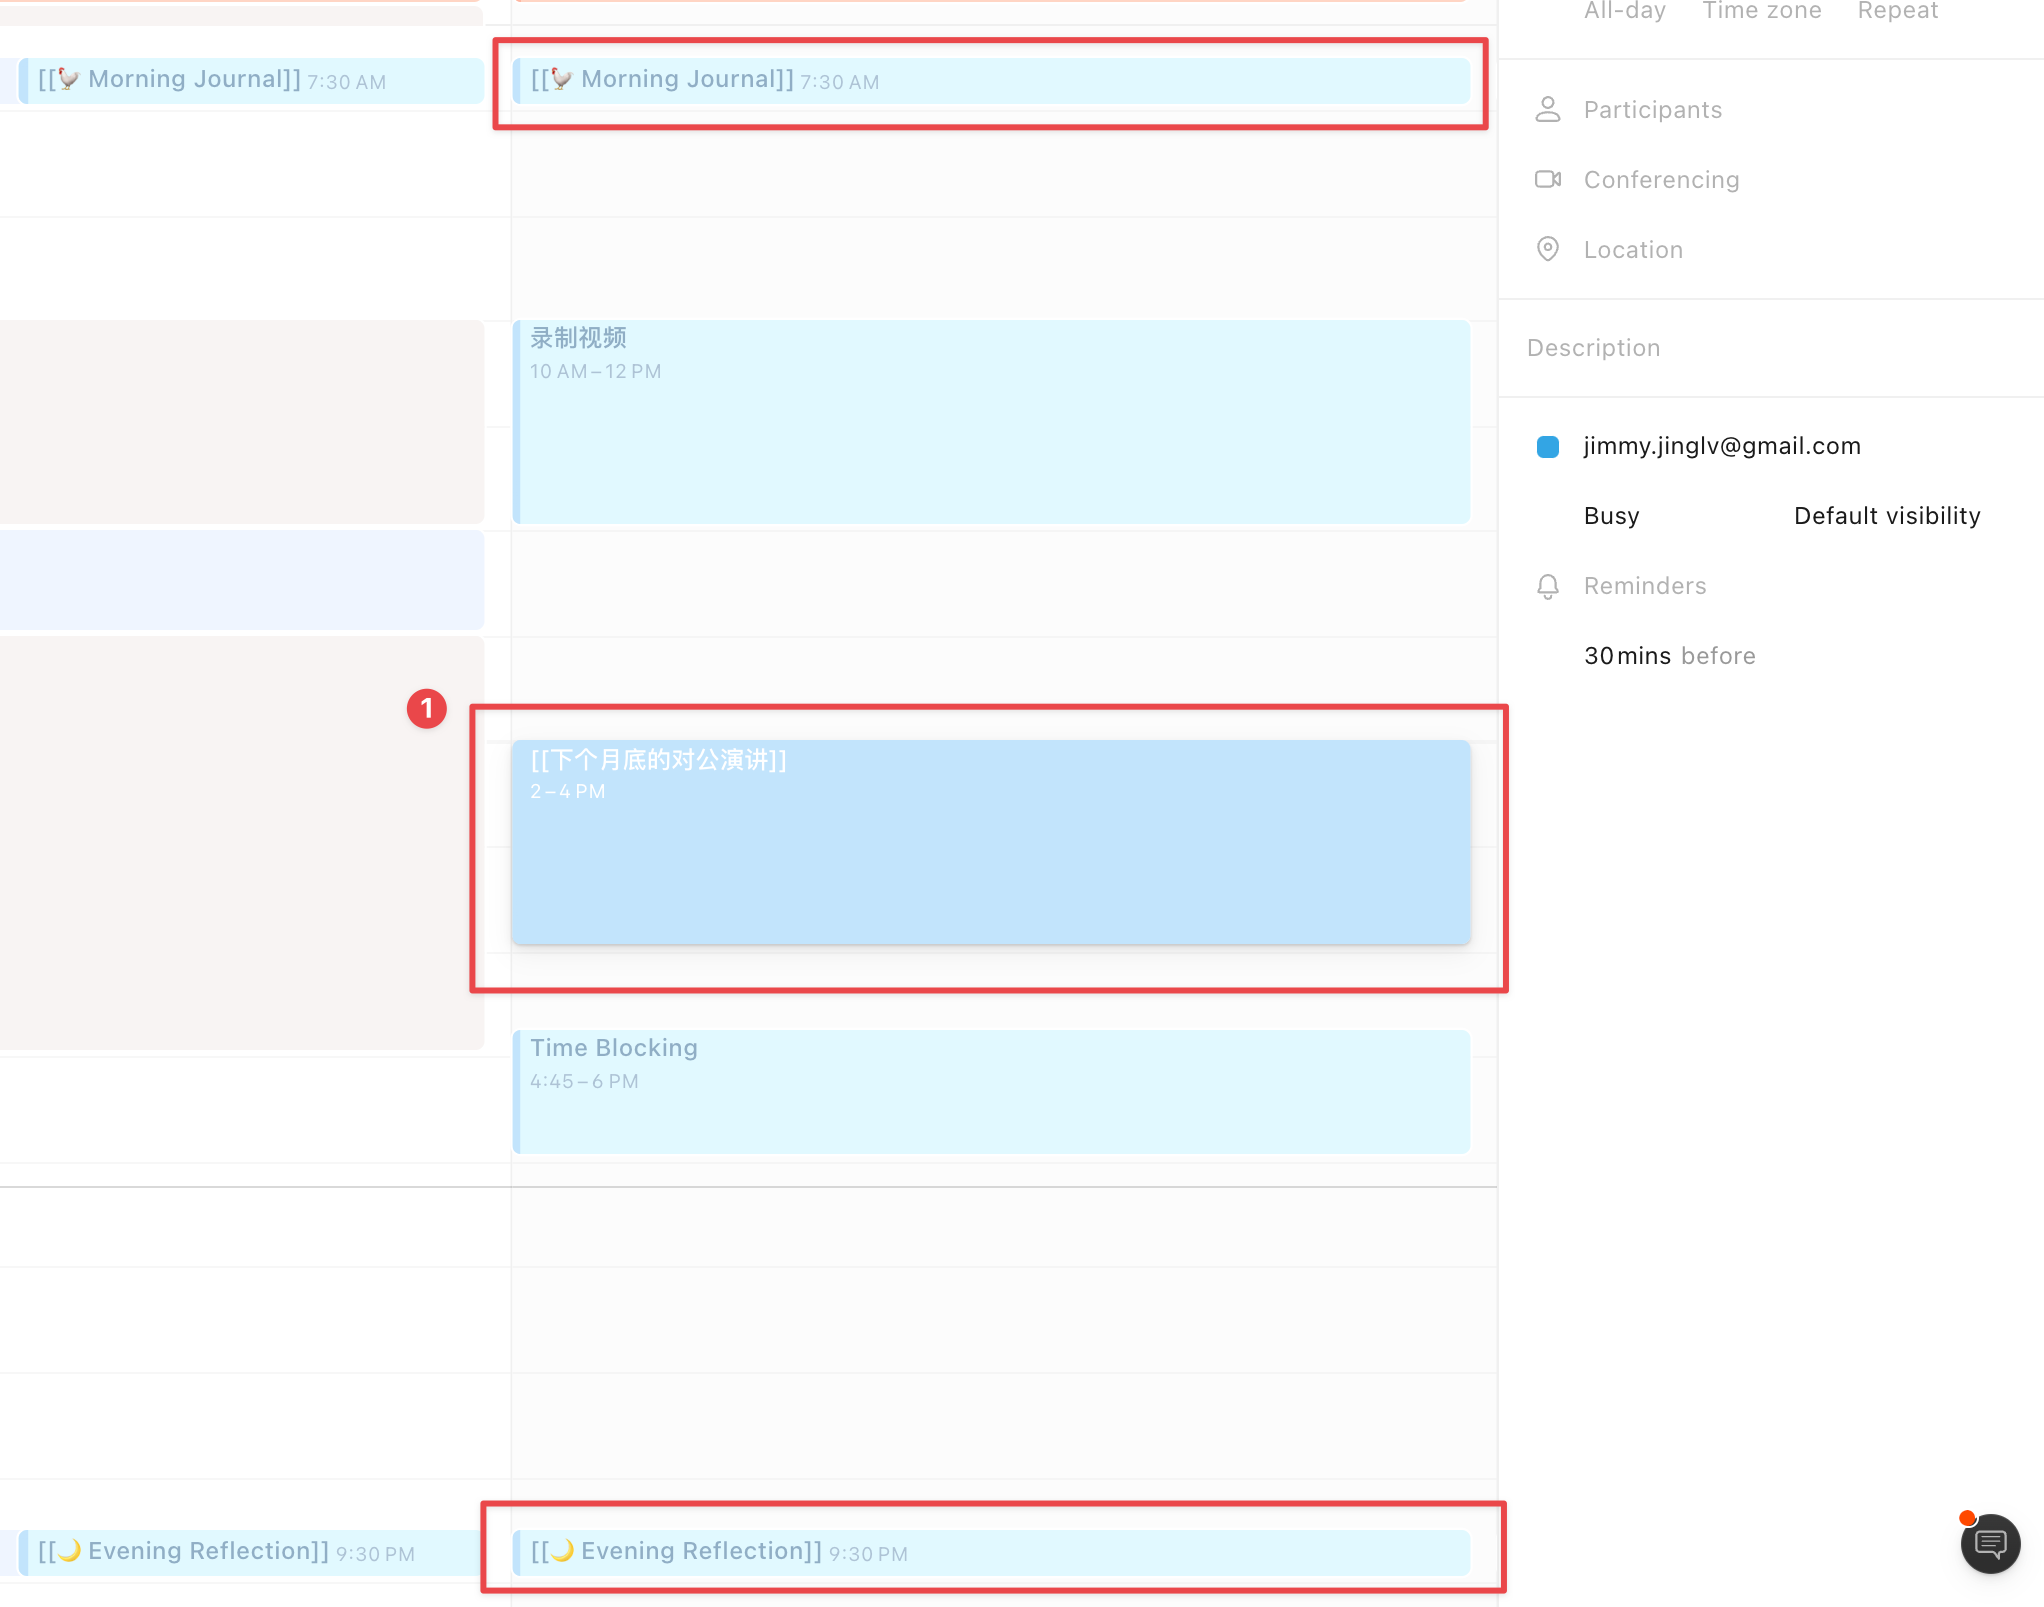 All-day Time zone Repeat
[[🐓 Morning Journal]] 7:30 AM
[[🐓 Morning Journal]] 7:30 AM
录制视频
10 AM–12 PM
1
[[下个月底的对公演讲]]
2–4 PM
Time Blocking
4:45–6 PM
[[🌙 Evening Reflection]] 9:30 PM
[[🌙 Evening Reflection]] 9:30 PM
Participants
Conferencing
Location
Description
jimmy.jinglv@gmail.com
Busy Default visibility
Reminders
30mins before